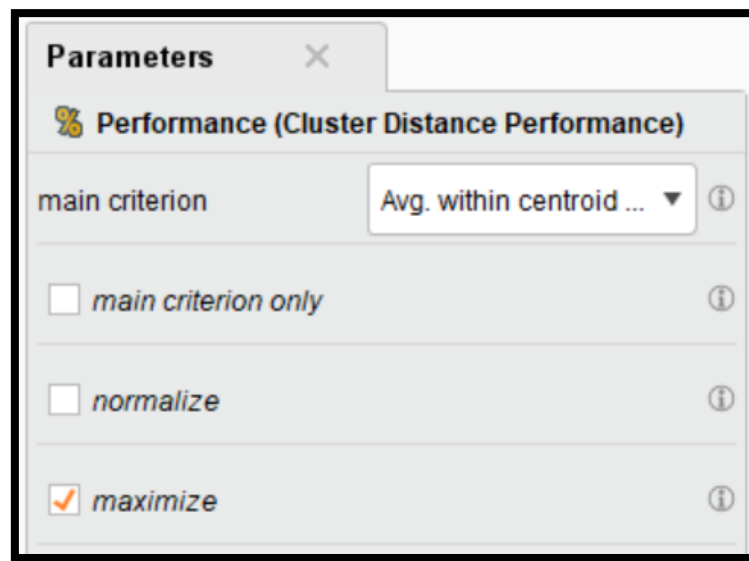 Parameters
Performance (Cluster Distance Performance)
main criterion
Avg. within centroid ...
main criterion only
normalize
maximize